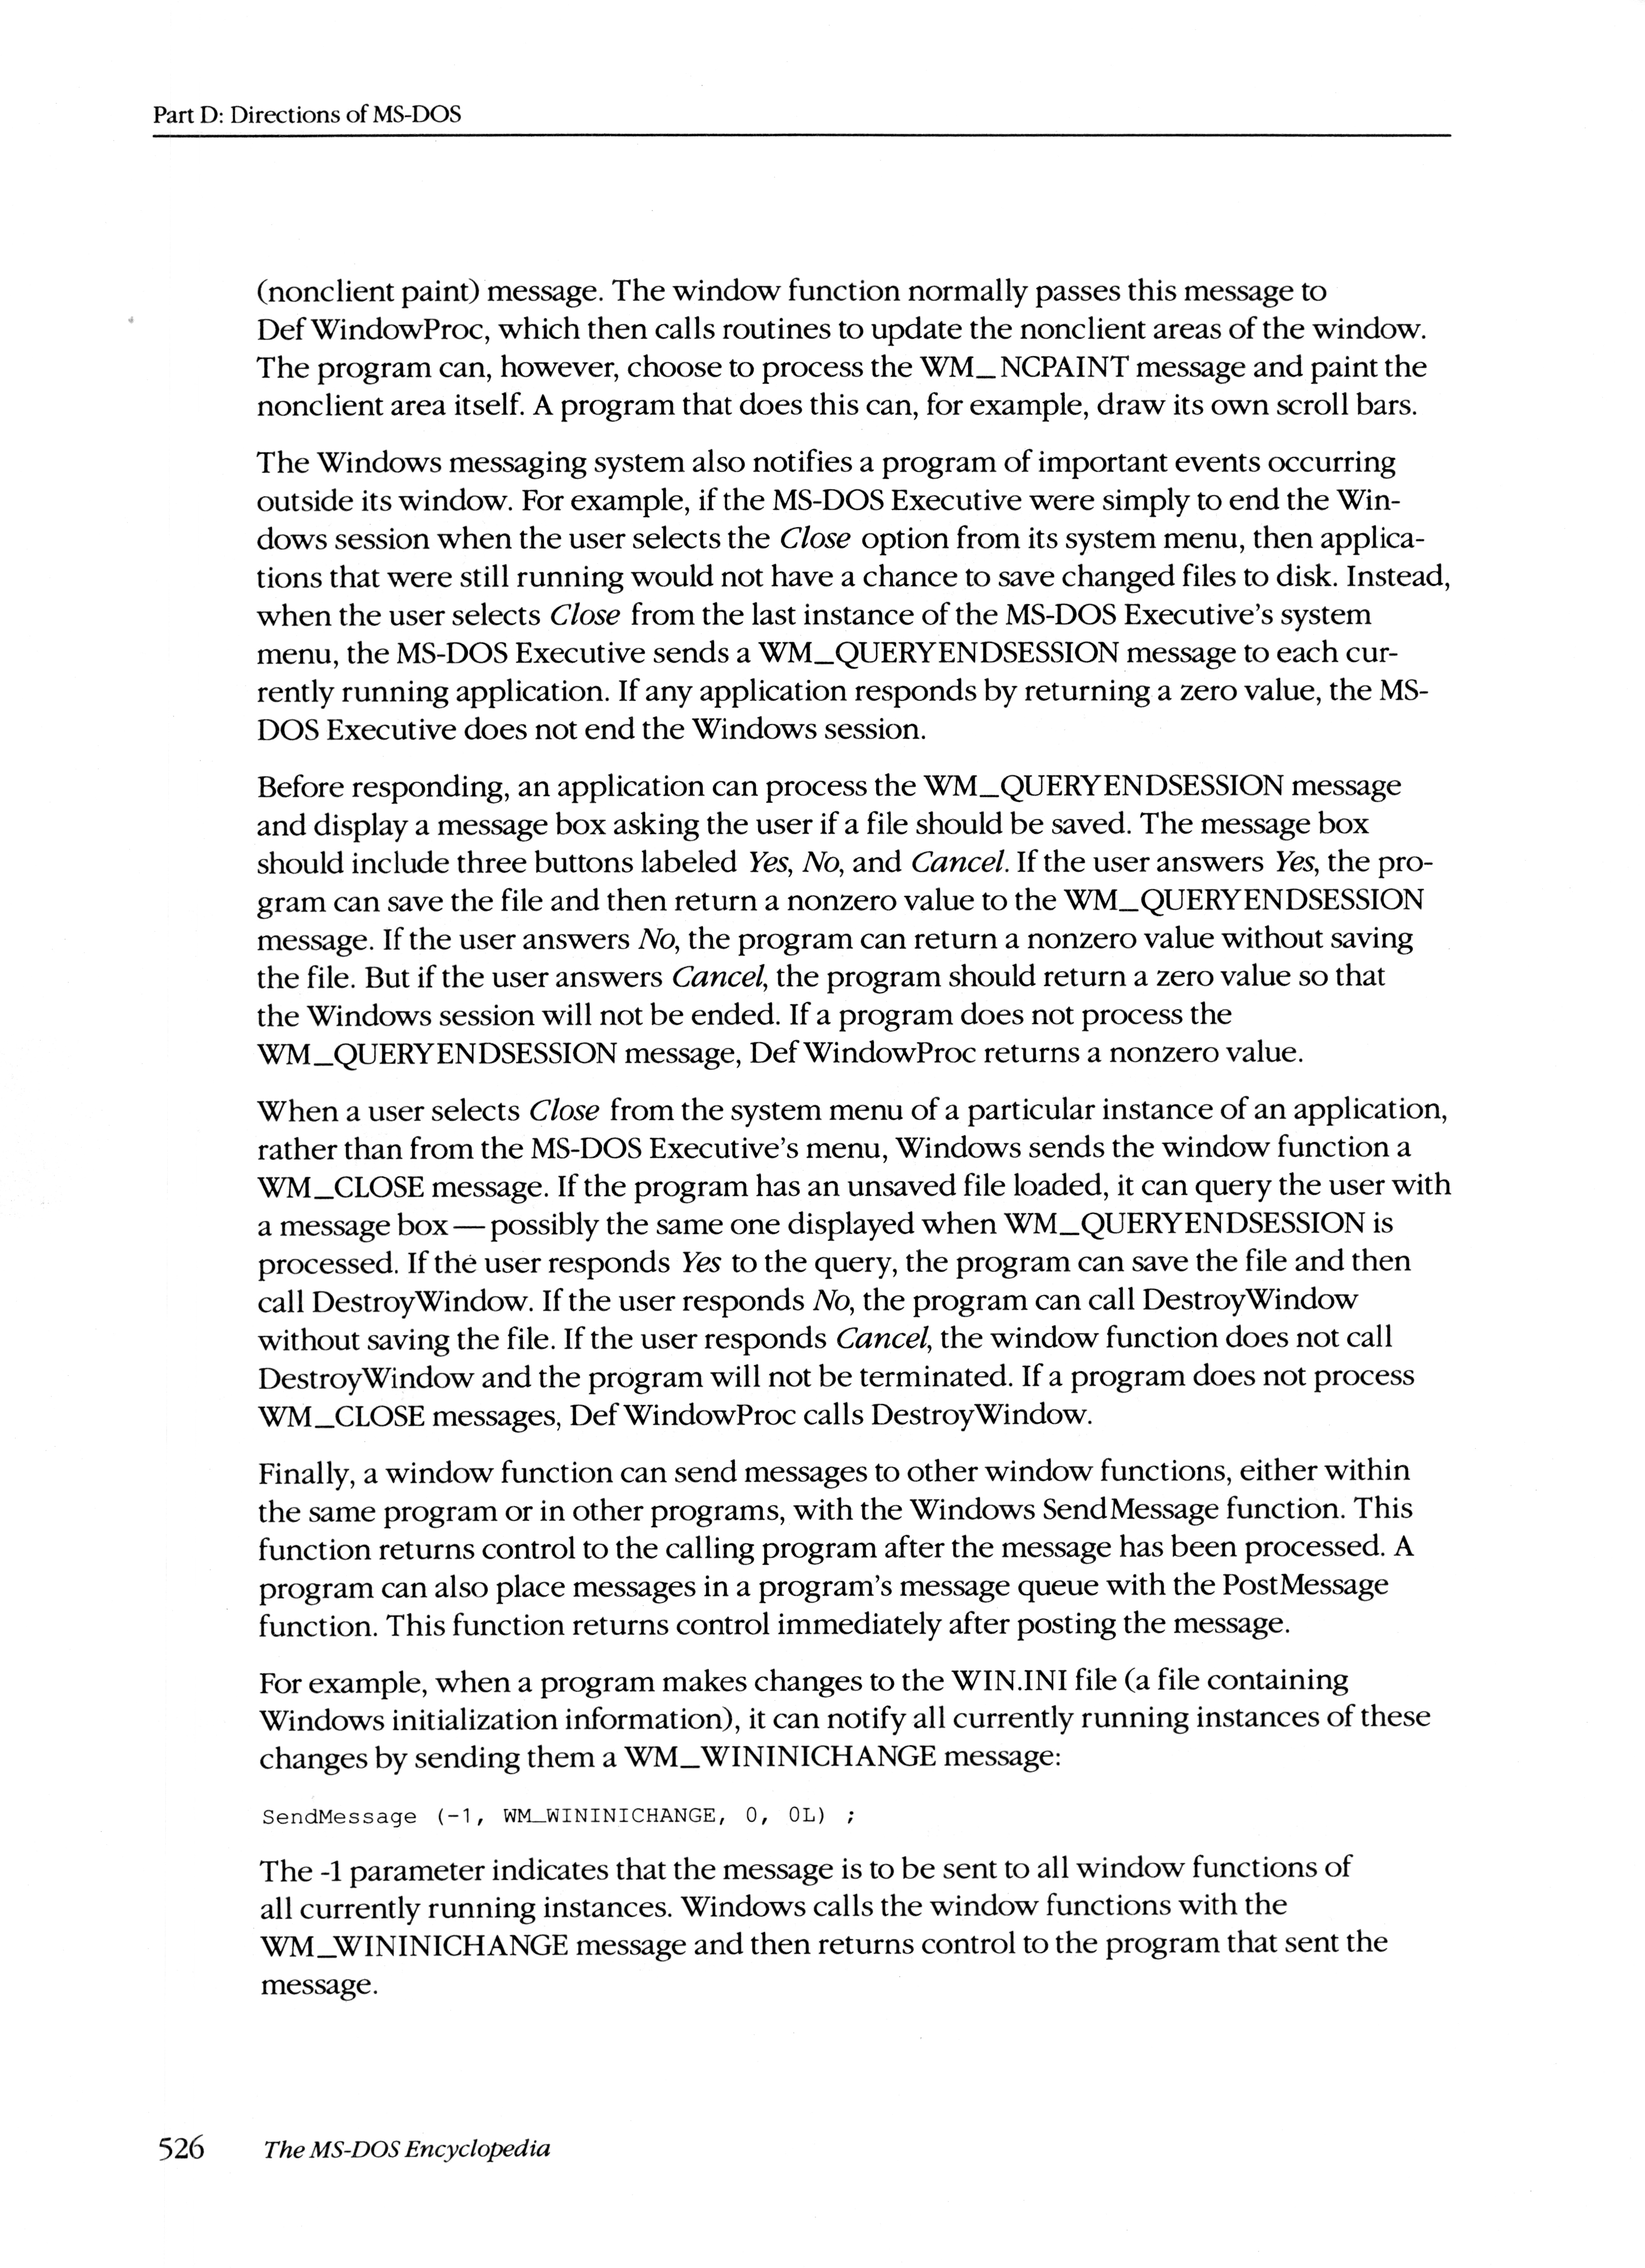 Part D: Directions of MS-DOS
(nonclient paint) message. The window function normally passes this message to
DefWindowProc, which then calls routines to update the nonclient areas of the window.
The program can, however, choose to process the WM_NCPAINT message and paint the
nonclient area itself. A program that does this can, for example, draw its own scroll bars.
The Windows messaging system also notifies a program of important events occurring
outside its window. For example, if the MS-DOS Executive were simply to end the Win-
dows session when the user selects the Close option from its system menu, then applica-
tions that were still running would not have a chance to save changed files to disk. Instead,
when the user selects Close from the last instance of the MS-DOS Executive's system
menu, the MS-DOS Executive sends a WM_QUERYENDSESSION message to each cur-
rently running application. If any application responds by returning a zero value, the MS-
DOS Executive does not end the Windows session.
Before responding, an application can process the WM_QUERYENDSESSION message
and display a message box asking the user if a file should be saved. The message box
should include three buttons labeled Yes, No, and Cancel. If the user answers Yes, the pro-
gram can save the file and then return a nonzero value to the WM_QUERYENDSESSION
message. If the user answers No, the program can return a nonzero value without saving
the file. But if the user answers Cancel, the program should return a zero value so that
the Windows session will not be ended. If a program does not process the
WM_QUERYENDSESSION message, DefWindowProc returns a nonzero value.
When a user selects Close from the system menu of a particular instance of an application,
rather than from the MS-DOS Executive's menu, Windows sends the window function a
WM_CLOSE message. If the program has an unsaved file loaded, it can query the user with
a message box — possibly the same one displayed when WM_QUERYENDSESSION is
processed. If the user responds Yes to the query, the program can save the file and then
call DestroyWindow. If the user responds No, the program can call DestroyWindow
without saving the file. If the user responds Cancel, the window function does not call
DestroyWindow and the program will not be terminated. If a program does not process
WM_CLOSE messages, DefWindowProc calls DestroyWindow.
Finally, a window function can send messages to other window functions, either within
the same program or in other programs, with the Windows SendMessage function. This
function returns control to the calling program after the message has been processed. A
program can also place messages in a program's message queue with the PostMessage
function. This function returns control immediately after posting the message.
For example, when a program makes changes to the WIN.INI file (a file containing
Windows initialization information), it can notify all currently running instances of these
changes by sending them a WM_WININICHANGE message:
SendMessage (-1, WM_WININICHANGE, 0, 0L) ;
The -1 parameter indicates that the message is to be sent to all window functions of
all currently running instances. Windows calls the window functions with the
WM_WININICHANGE message and then returns control to the program that sent the
message.
526 The MS-DOS Encyclopedia